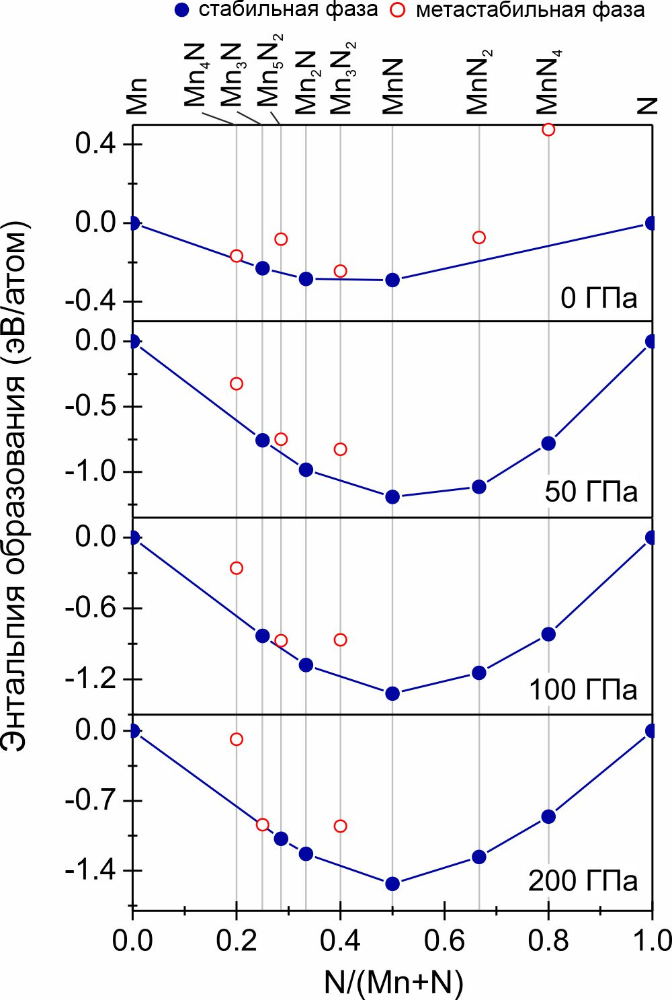 стабильная фаза метастабильная фаза
Mn Mn4N Mn3N Mn5N2 Mn2N Mn3N2 MnN MnN2 MnN4 N
Энтальпия образования (эВ/атом)
0.4
0.0
-0.4
0 ГПа
0.0
-0.5
-1.0
50 ГПа
0.0
-0.6
-1.2
100 ГПа
0.0
-0.7
-1.4
200 ГПа
0.0 0.2 0.4 0.6 0.8 1.0
N/(Mn+N)